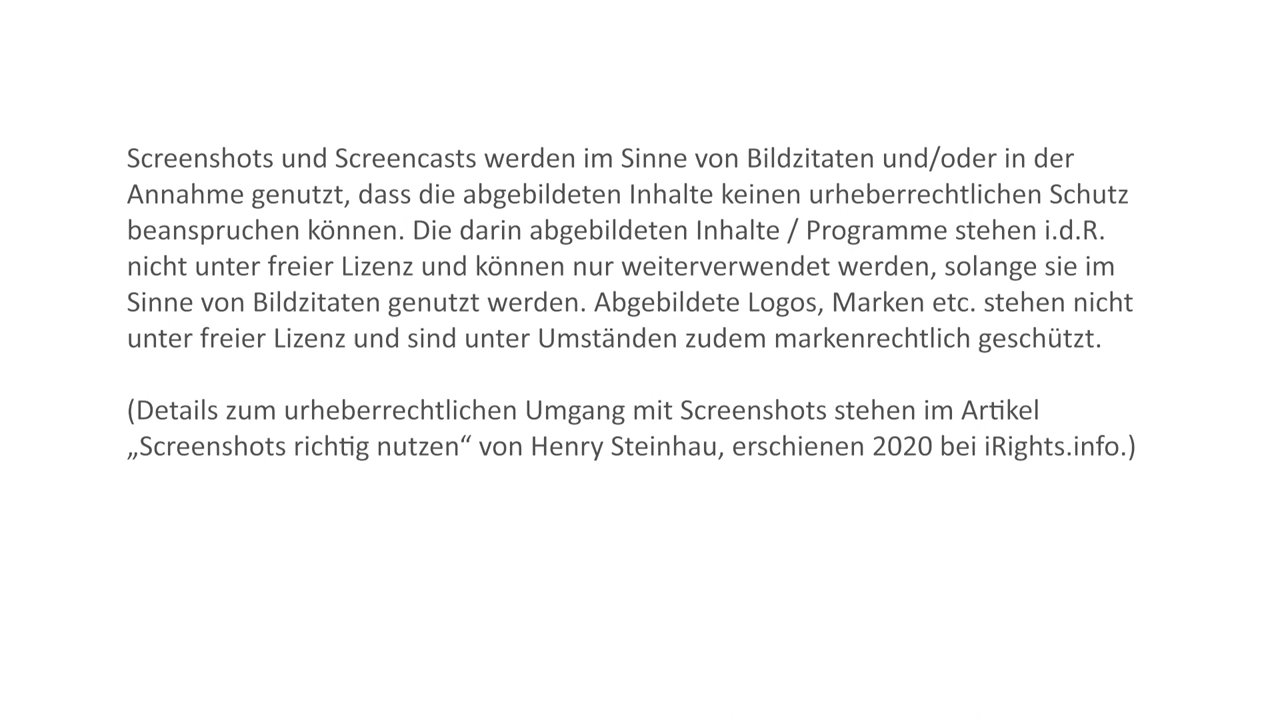 Screenshots und Screencasts werden im Sinne von Bildzitaten und/oder in der
Annahme genutzt, dass die abgebildeten Inhalte keinen urheberrechtlichen Schutz
beanspruchen können. Die darin abgebildeten Inhalte / Programme stehen i.d.R.
nicht unter freier Lizenz und können nur weiterverwendet werden, solange sie im
Sinne von Bildzitaten genutzt werden. Abgebildete Logos, Marken etc. stehen nicht
unter freier Lizenz und sind unter Umständen zudem markenrechtlich geschützt.
(Details zum urheberrechtlichen Umgang mit Screenshots stehen im Artikel
„Screenshots richtig nutzen“ von Henry Steinhau, erschienen 2020 bei iRights.info.)